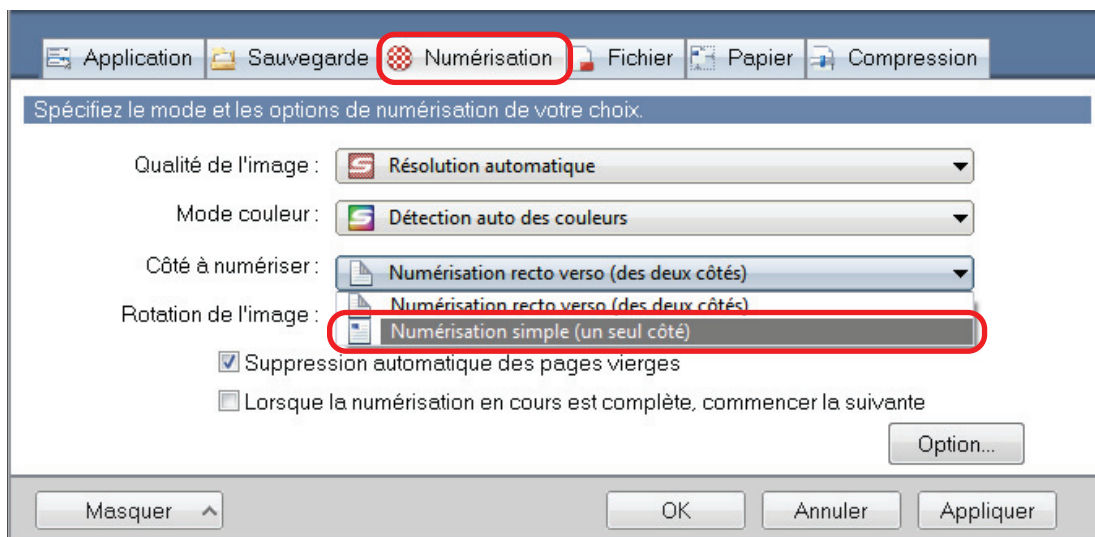 Application Sauvegarde Numérisation Fichier Papier Compression
Spécifiez le mode et les options de numérisation de votre choix.
Qualité de l'image : Résolution automatique
Mode couleur : Détection auto des couleurs
Côté à numériser : Numérisation recto verso (des deux côtés)
Numérisation recto verso (des deux côtés)
Rotation de l'image :
Numérisation simple (un seul côté)
Suppression automatique des pages vierges
Lorsque la numérisation en cours est complète, commencer la suivante
Option...
Masquer OK Annuler Appliquer